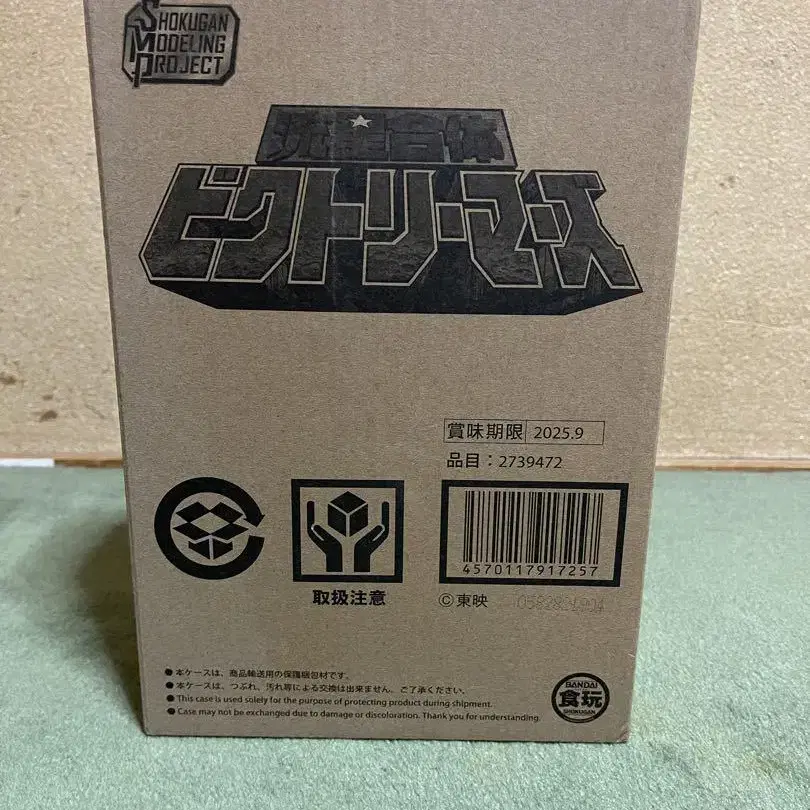 SHOKUGAN
MODELING
PROJECT
流星合体
ビクトリーマーズ
賞味期限 2025.9
品目：2739472
4570117917257
取扱注意
©東映
●本ケースは、商品輸送用の保護梱包材です。
●本ケースは、つぶれ、汚れ等による交換は出来ません。ご了承ください。
●This case is used solely for the purpose of protecting product during shipment.
●Case may not be exchanged due to damage or discoloration. Thank you for understanding.
BANDAI
食玩
SHOKUGAN